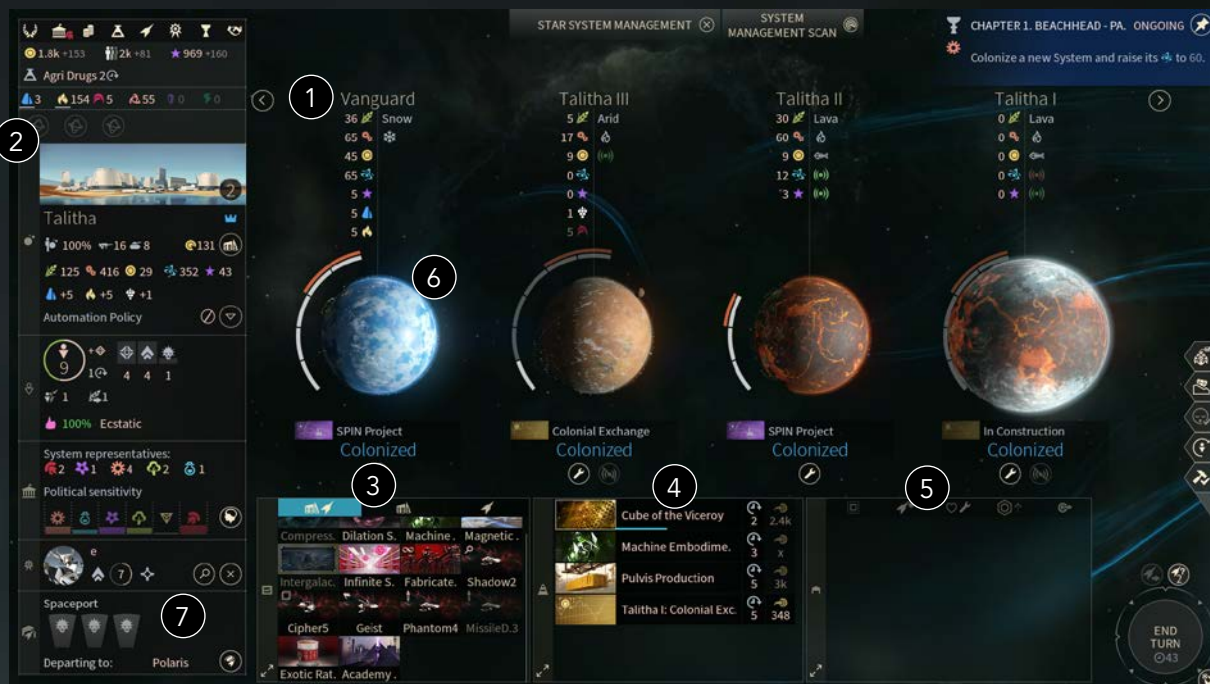 1.8k +153 2k +81 969 +160
Agri Drugs 2
3 154 5 55 0 0
STAR SYSTEM MANAGEMENT
SYSTEM
MANAGEMENT SCAN
CHAPTER 1. BEACHHEAD - PA. ONGOING
Colonize a new System and raise its to 60.
1
Vanguard
36 Snow
65
45
65
5
5
5
Talitha III
5 Arid
17
9
0
0
1
5
Talitha II
30 Lava
60
9
12
3
Talitha I
0 Lava
0
0
0
0
2
2
Talitha
100% 16 8 131
125 416 29 352 43
+5 +5 +1
Automation Policy
9 + 1 4 4 1
1 1
100% Ecstatic
System representatives:
2 1 4 2 1
Political sensitivity
e
7
Spaceport
7
Departing to: Polaris
6
SPIN Project
Colonized
Colonial Exchange
Colonized
SPIN Project
Colonized
In Construction
Colonized
3
Compress. Dilation S. Machine . Magnetic .
Intergalac. Infinite S. Fabricate. Shadow2
Cipher5 Geist Phantom4 MissileD.3
Exotic Rat. Academy .
4
Cube of the Viceroy 2 2.4k
Machine Embodime. 3 x
Pulvis Production 5 3k
Talitha I: Colonial Exc. 5 348
5
END
TURN
43